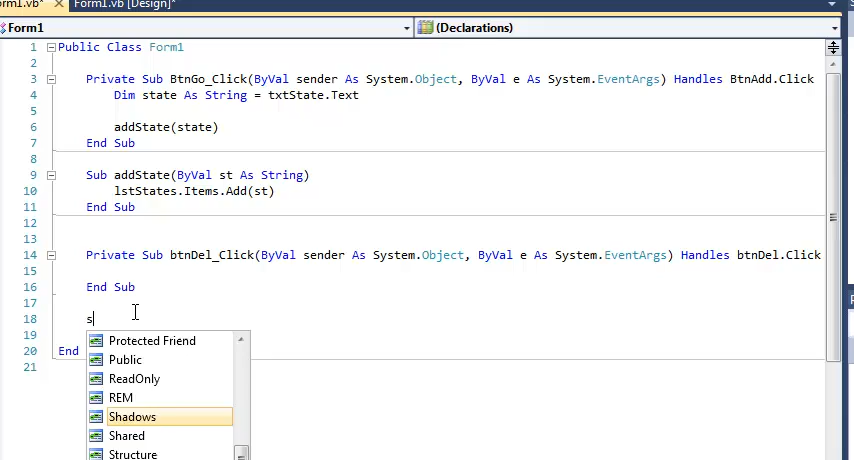 orm1.vb* Form1.vb [Design]*
Form1 (Declarations)
1 Public Class Form1
2
3 Private Sub BtnGo_Click(ByVal sender As System.Object, ByVal e As System.EventArgs) Handles BtnAdd.Click
4 Dim state As String = txtState.Text
5
6 addState(state)
7 End Sub
8
9 Sub addState(ByVal st As String)
10 lstStates.Items.Add(st)
11 End Sub
12
13
14 Private Sub btnDel_Click(ByVal sender As System.Object, ByVal e As System.EventArgs) Handles btnDel.Click
15
16 End Sub
17
18 s
19
20 End
21
Protected Friend
Public
ReadOnly
REM
Shadows
Shared
Structure